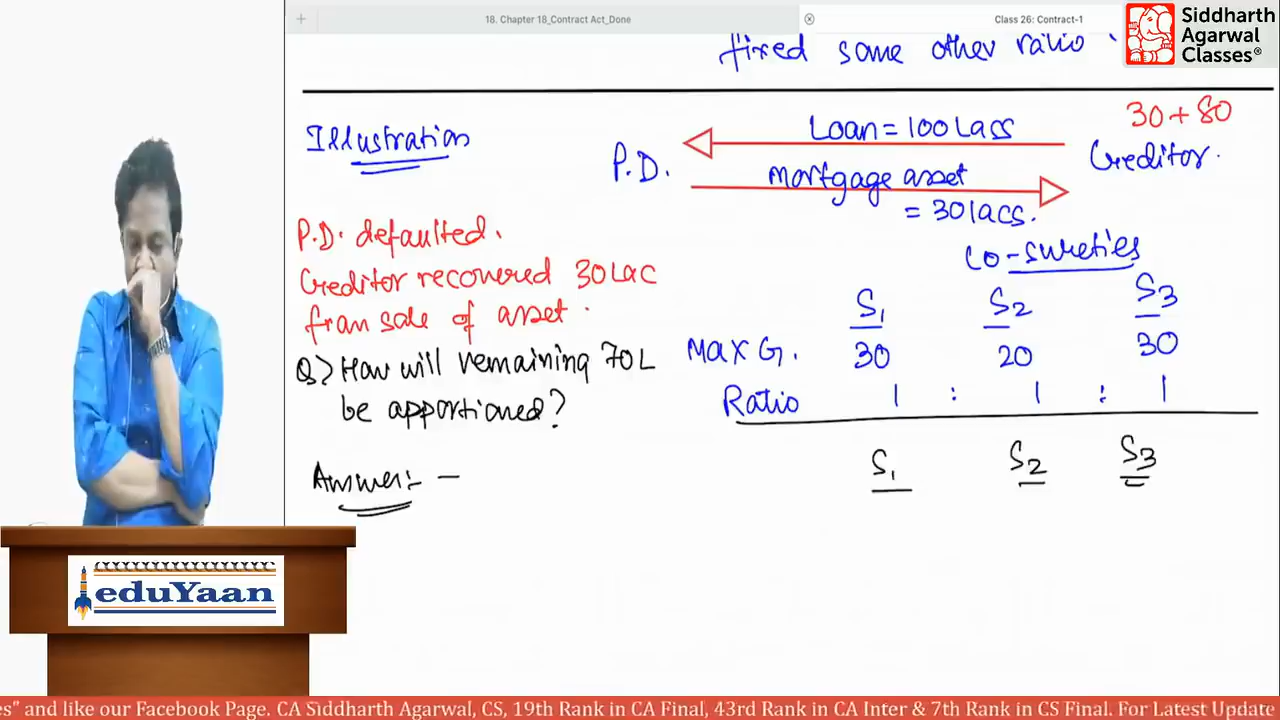 18. Chapter 18_Contract Act_Done
Class 26: Contract-1
Siddharth
Agarwal
Classes®
fixed some other ratio
Illustration
P.D.
Loan = 100 Lacs
mortgage asset
= 30 lacs.
30 + 80
Creditor.
P.D. defaulted.
Creditor recovered 30 Lac
from sale of asset.
Q> How will remaining 70L
be apportioned?
Co-sureties
S1 S2 S3
Max G. 30 20 30
Ratio 1 : 1 : 1
Answer:-
S1 S2 S3
eduYaan
es" and like our Facebook Page. CA Siddharth Agarwal, CS, 19th Rank in CA Final, 43rd Rank in CA Inter & 7th Rank in CS Final. For Latest Update